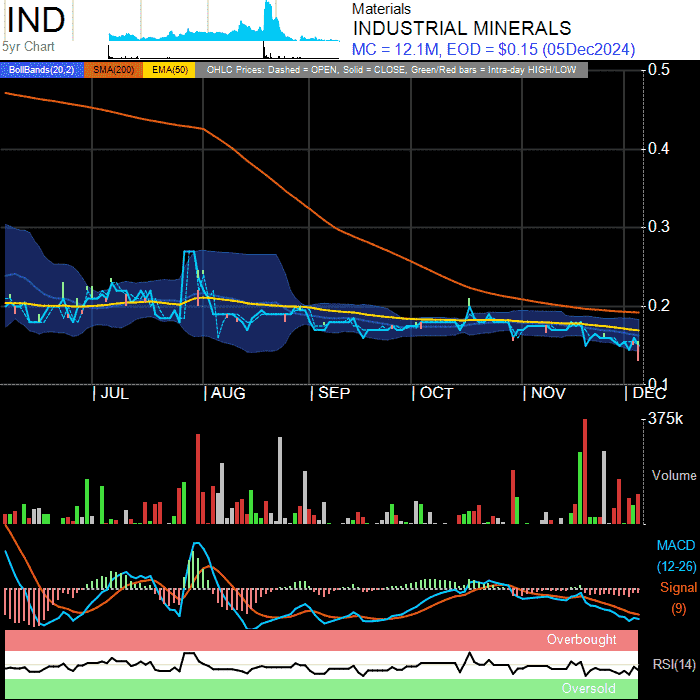 IND
5yr Chart
Materials
INDUSTRIAL MINERALS
MC = 12.1M, EOD = $0.15 (05Dec2024)
BollBands(20,2) SMA(200) EMA(50) OHLC Prices: Dashed = OPEN, Solid = CLOSE, Green/Red bars = Intra-day HIGH/LOW
0.5
0.4
0.3
0.2
0.1
JUL AUG SEP OCT NOV DEC
375k
Volume
MACD
(12-26)
Signal
(9)
Overbought
RSI(14)
Oversold